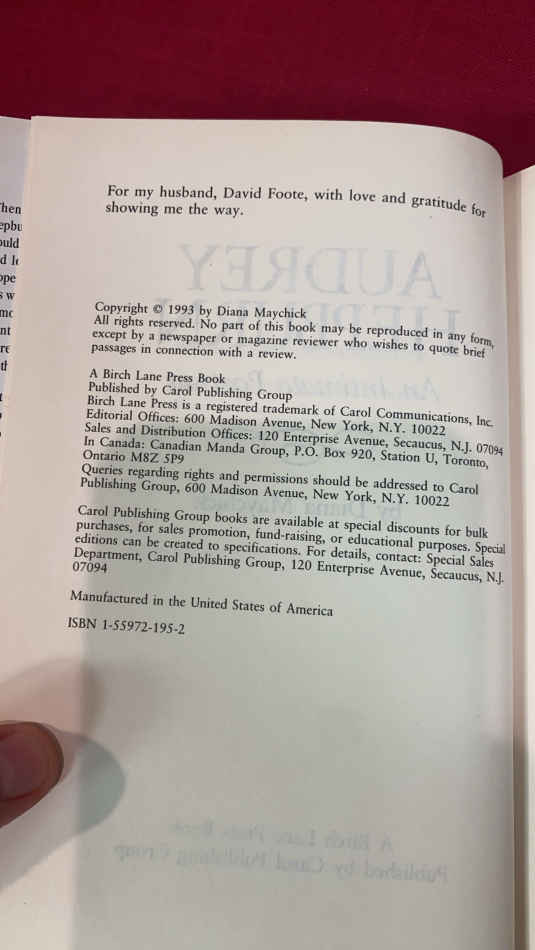 For my husband, David Foote, with love and gratitude for
showing me the way.
Copyright © 1993 by Diana Maychick
All rights reserved. No part of this book may be reproduced in any form,
except by a newspaper or magazine reviewer who wishes to quote brief
passages in connection with a review.
A Birch Lane Press Book
Published by Carol Publishing Group
Birch Lane Press is a registered trademark of Carol Communications, Inc.
Editorial Offices: 600 Madison Avenue, New York, N.Y. 10022
Sales and Distribution Offices: 120 Enterprise Avenue, Secaucus, N.J. 07094
In Canada: Canadian Manda Group, P.O. Box 920, Station U, Toronto,
Ontario M8Z 5P9
Queries regarding rights and permissions should be addressed to Carol
Publishing Group, 600 Madison Avenue, New York, N.Y. 10022
Carol Publishing Group books are available at special discounts for bulk
purchases, for sales promotion, fund-raising, or educational purposes. Special
editions can be created to specifications. For details, contact: Special Sales
Department, Carol Publishing Group, 120 Enterprise Avenue, Secaucus, N.J.
07094
Manufactured in the United States of America
ISBN 1-55972-195-2